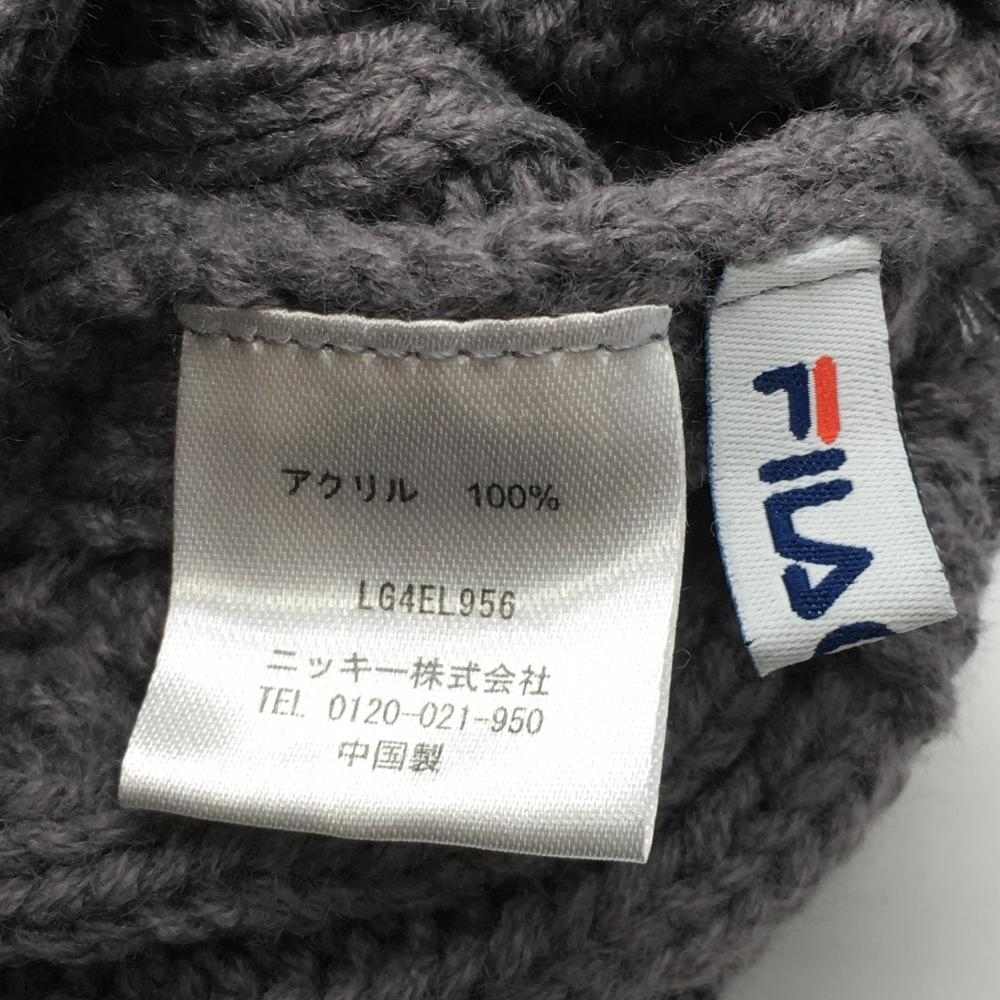 アクリル 100%
LG4EL956
ニッキー株式会社
TEL 0120-021-950
中国製
FILA